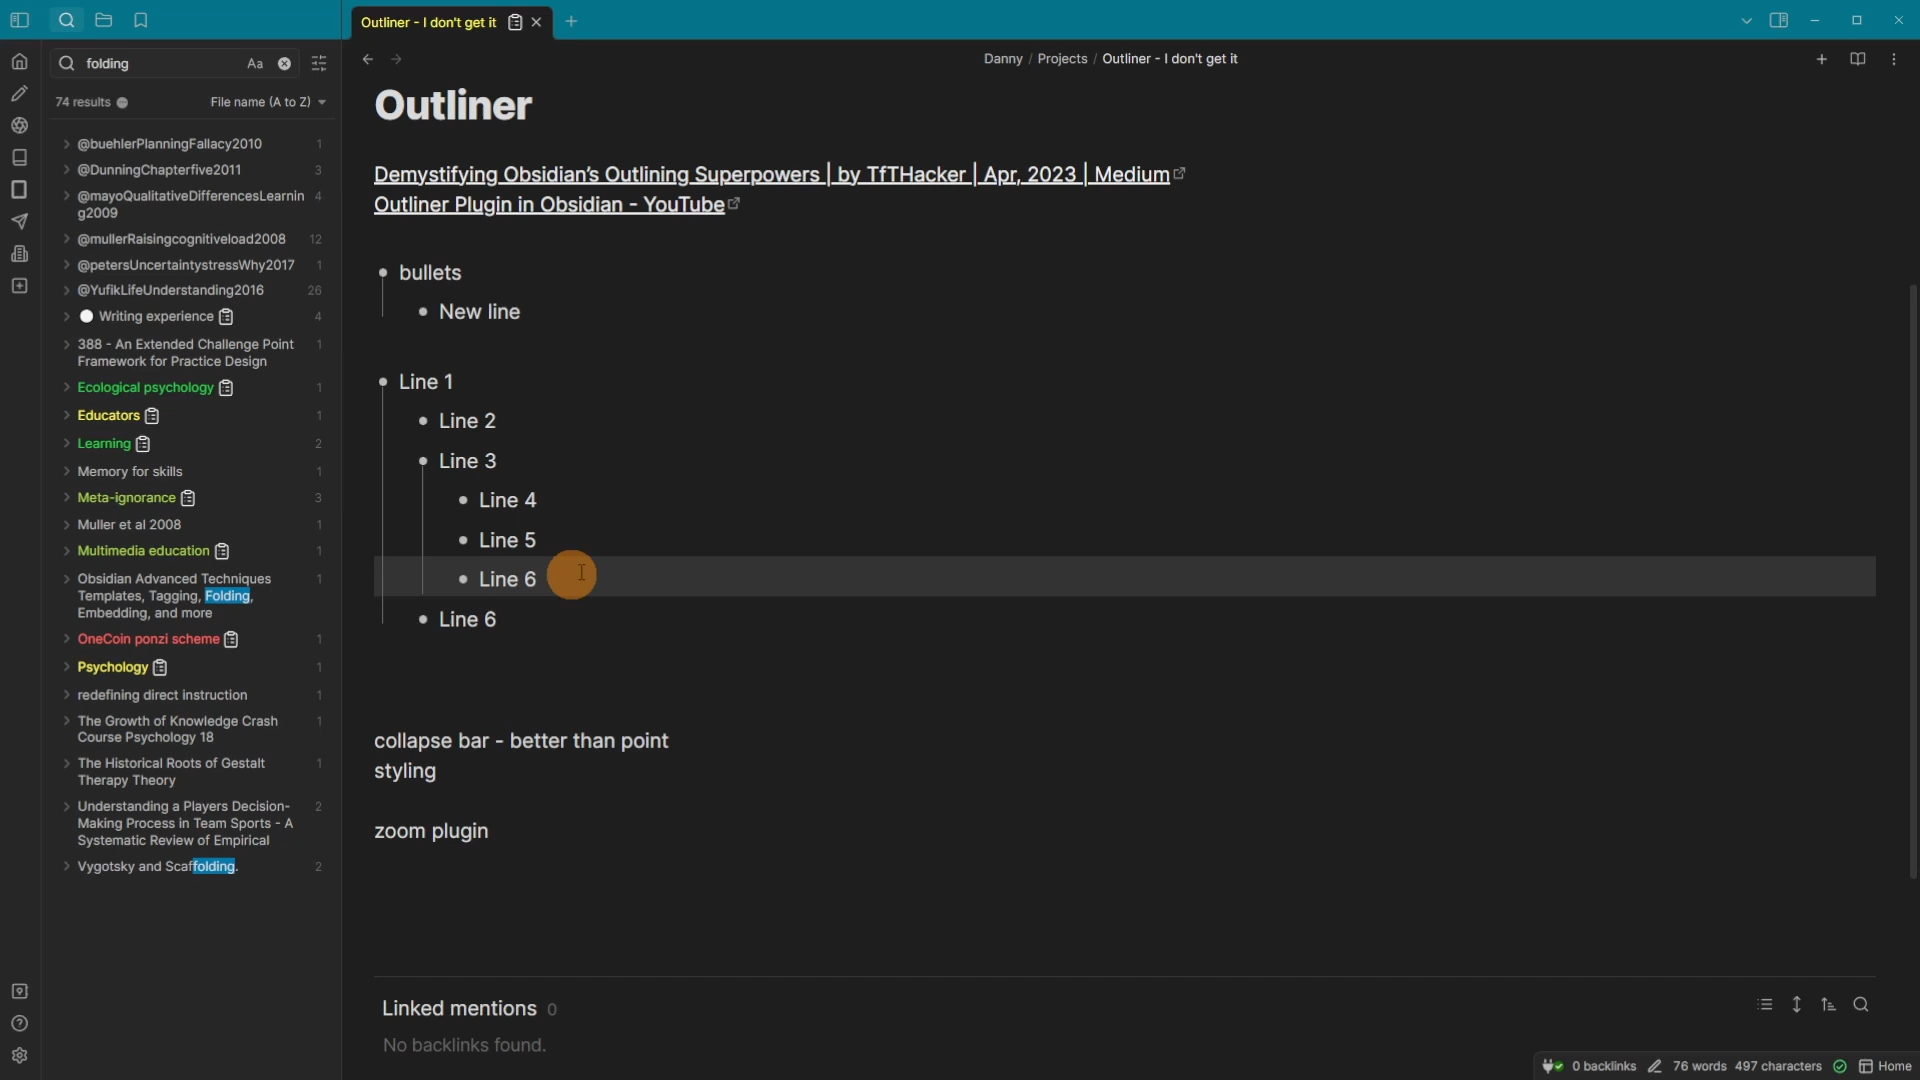 Outliner - I don't get it
folding
Aa
74 results
File name (A to Z)
@buehlerPlanningFallacy2010 1
@DunningChapterfive2011 3
@mayoQualitativeDifferencesLearnin 4
g2009
@mullerRaisingcognitiveload2008 12
@petersUncertaintystressWhy2017 1
@YufikLifeUnderstanding2016 26
Writing experience 4
388 - An Extended Challenge Point 1
Framework for Practice Design
Ecological psychology 1
Educators 1
Learning 2
Memory for skills 1
Meta-ignorance 3
Muller et al 2008 1
Multimedia education 1
Obsidian Advanced Techniques 1
Templates, Tagging, Folding,
Embedding, and more
OneCoin ponzi scheme 1
Psychology 1
redefining direct instruction 1
The Growth of Knowledge Crash 1
Course Psychology 18
The Historical Roots of Gestalt 1
Therapy Theory
Understanding a Players Decision- 2
Making Process in Team Sports - A
Systematic Review of Empirical
Vygotsky and Scaffolding. 2
Danny / Projects / Outliner - I don't get it
Outliner
Demystifying Obsidian's Outlining Superpowers | by TfTHacker | Apr, 2023 | Medium
Outliner Plugin in Obsidian - YouTube
bullets
New line
Line 1
Line 2
Line 3
Line 4
Line 5
Line 6
Line 6
collapse bar - better than point
styling
zoom plugin
Linked mentions 0
No backlinks found.
0 backlinks 76 words 497 characters Home